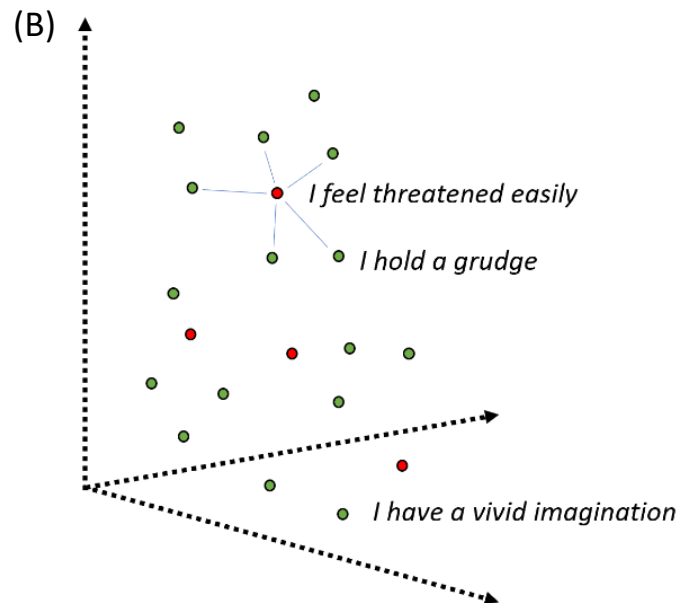 (B)
I feel threatened easily
I hold a grudge
I have a vivid imagination